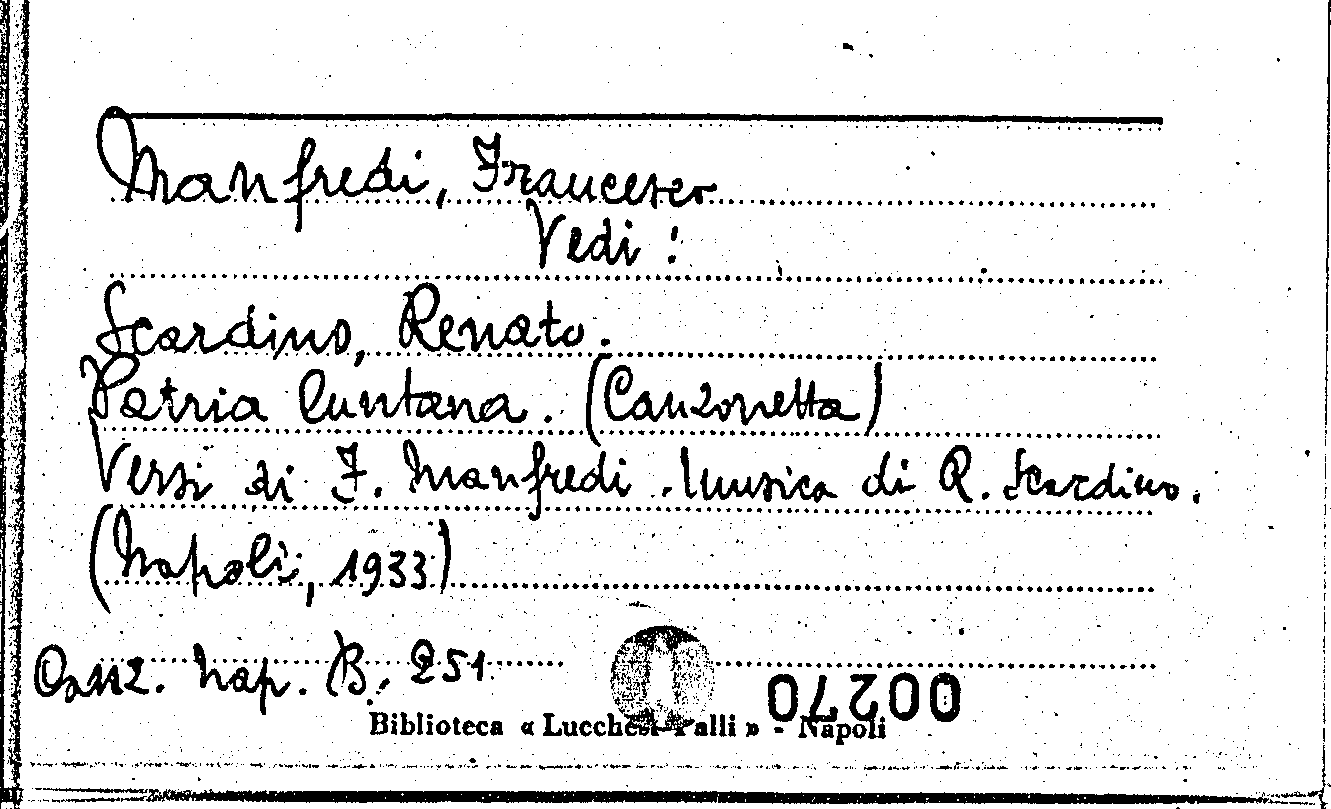 Manfredi, Francesco
Vedi :
Scardino, Renato.
Patria luntana. (Canzonetta)
Versi di F. Manfredi. Musica di R. Scardino.
(Napoli, 1933)
Canz. Nap. B. 251
00270
Biblioteca « Lucchesi-Palli » - Napoli